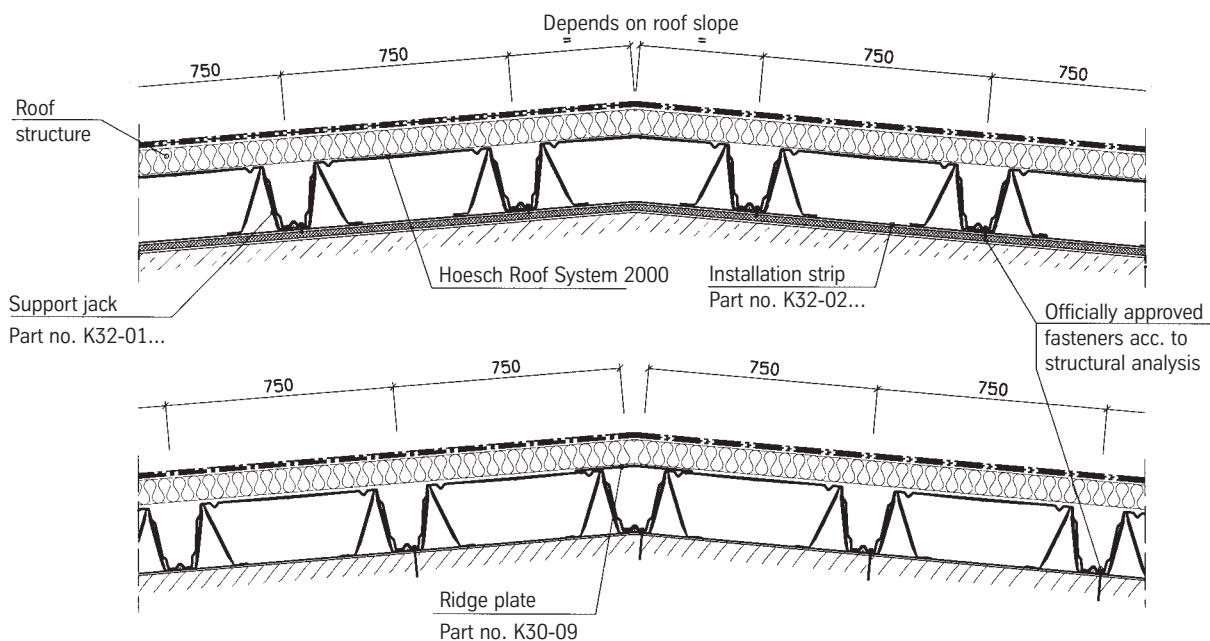 Depends on roof slope
= =
750 750 750 750
Roof
structure
Hoesch Roof System 2000
Installation strip
Part no. K32-02...
Support jack
Part no. K32-01...
Officially approved
fasteners acc. to
structural analysis
750 750 750 750
Ridge plate
Part no. K30-09